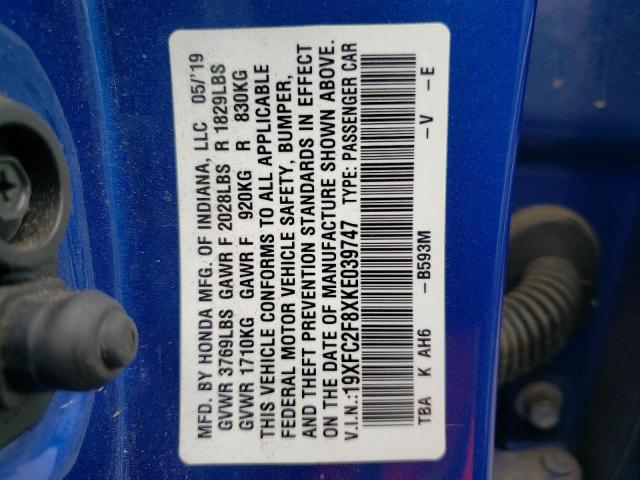 MFD. BY HONDA MFG. OF INDIANA, LLC 05/'19
GVWR 3769LBS GAWR F 2028LBS R 1829LBS
GVWR 1710KG GAWR F 920KG R 830KG
THIS VEHICLE CONFORMS TO ALL APPLICABLE
FEDERAL MOTOR VEHICLE SAFETY, BUMPER,
AND THEFT PREVENTION STANDARDS IN EFFECT
ON THE DATE OF MANUFACTURE SHOWN ABOVE.
V.I.N.:19XFC2F8XKE039747 TYPE: PASSENGER CAR
TBA K AH6 -B593M -V -E